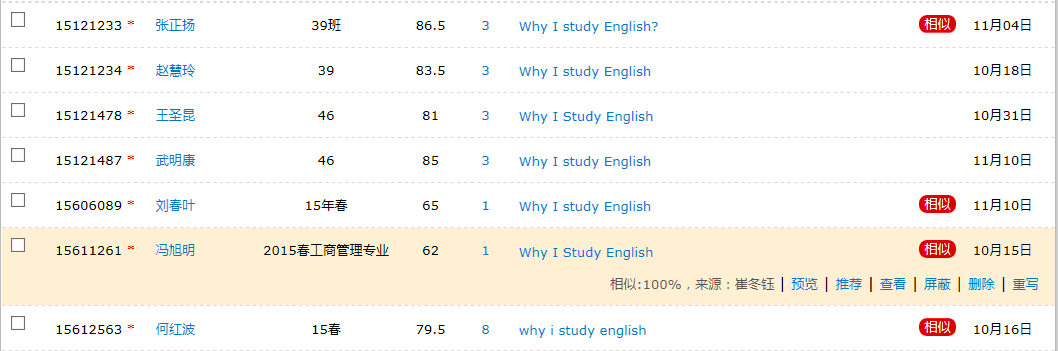 15121233 * 张正扬 39班 86.5 3 Why I study English? 相似 11月04日
15121234 * 赵慧玲 39 83.5 3 Why I study English 10月18日
15121478 * 王圣昆 46 81 3 Why I Study English 10月31日
15121487 * 武明康 46 85 3 Why I study English 11月10日
15606089 * 刘春叶 15年春 65 1 Why I study English 相似 11月10日
15611261 * 冯旭明 2015春工商管理专业 62 1 Why I Study English 相似 10月15日
相似:100%，来源：崔冬钰 | 预览 | 推荐 | 查看 | 屏蔽 | 删除 | 重写
15612563 * 何红波 15春 79.5 8 why i study english 相似 10月16日